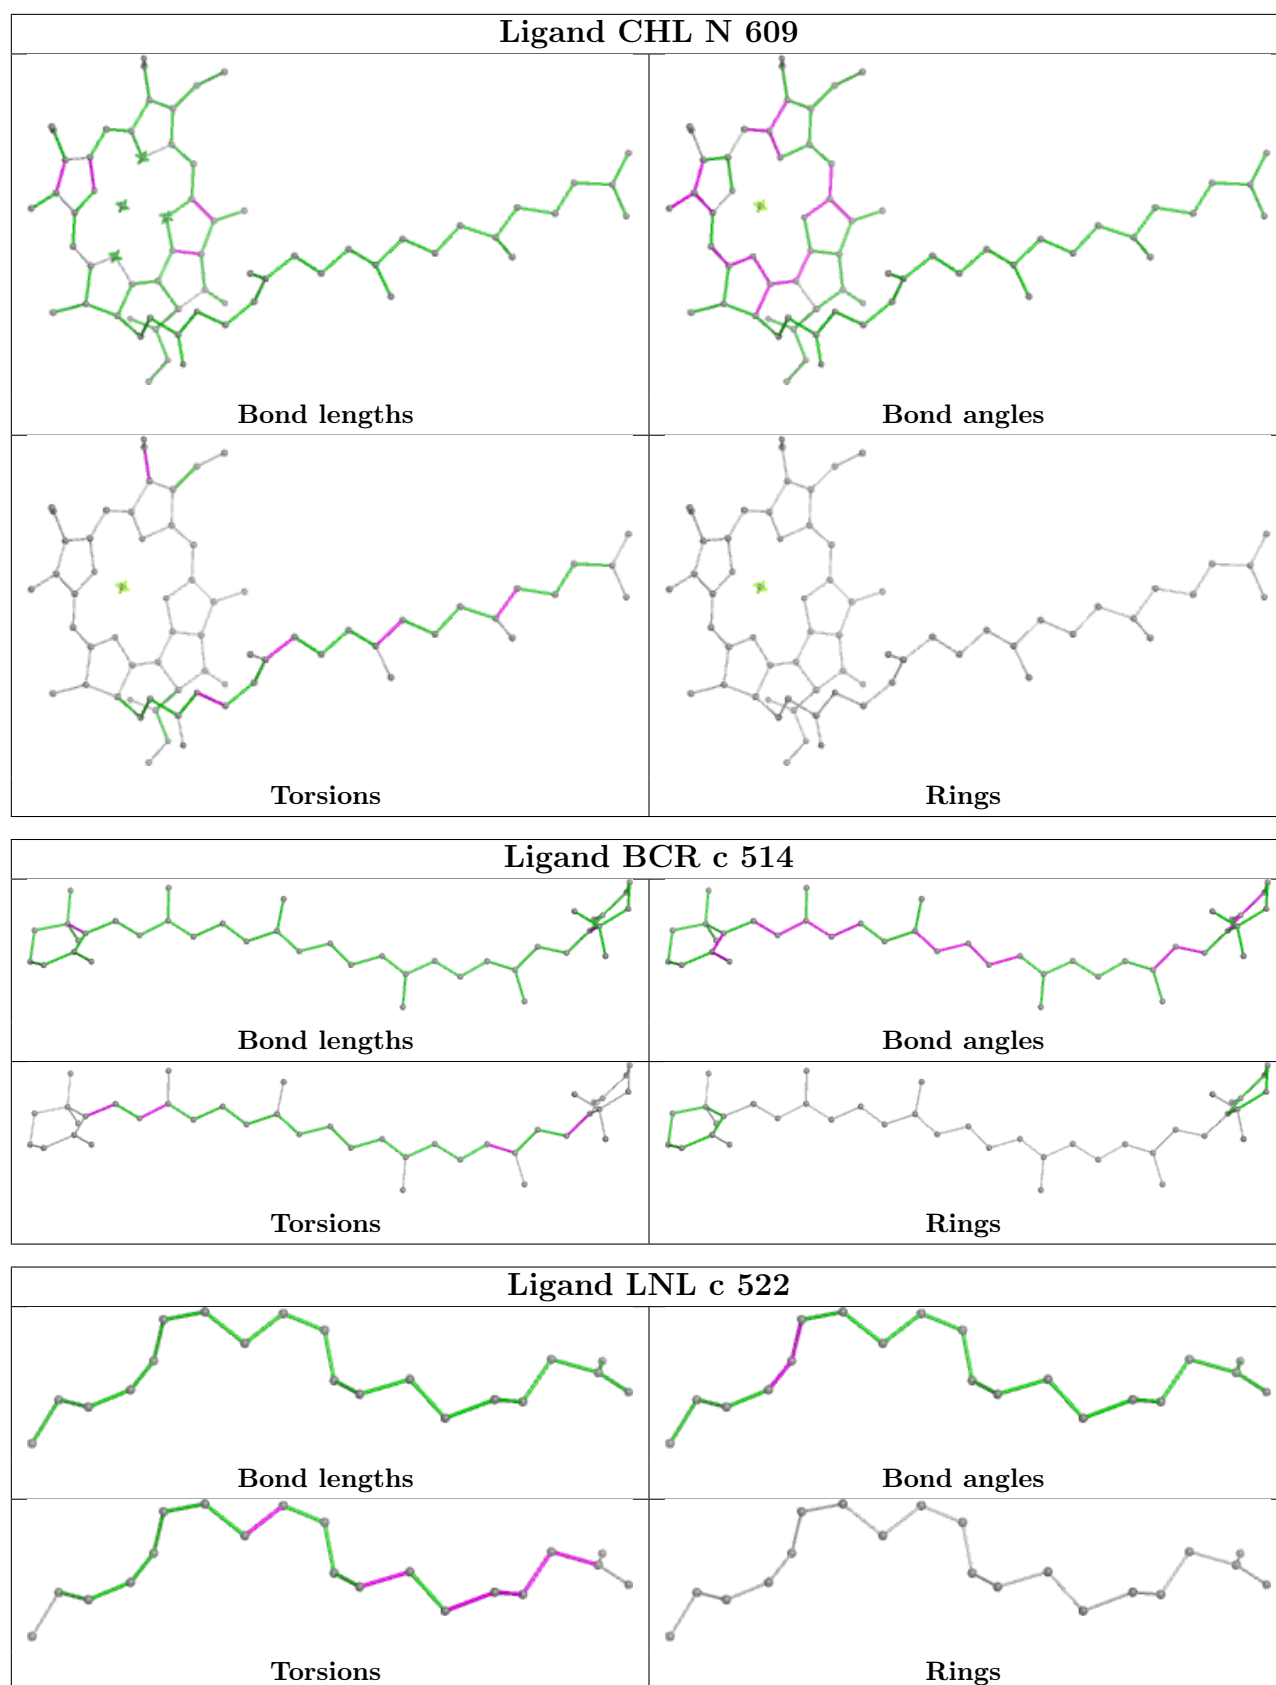 Ligand CHL N 609
Bond lengths
Bond angles
Torsions
Rings
Ligand BCR c 514
Bond lengths
Bond angles
Torsions
Rings
Ligand LNL c 522
Bond lengths
Bond angles
Torsions
Rings